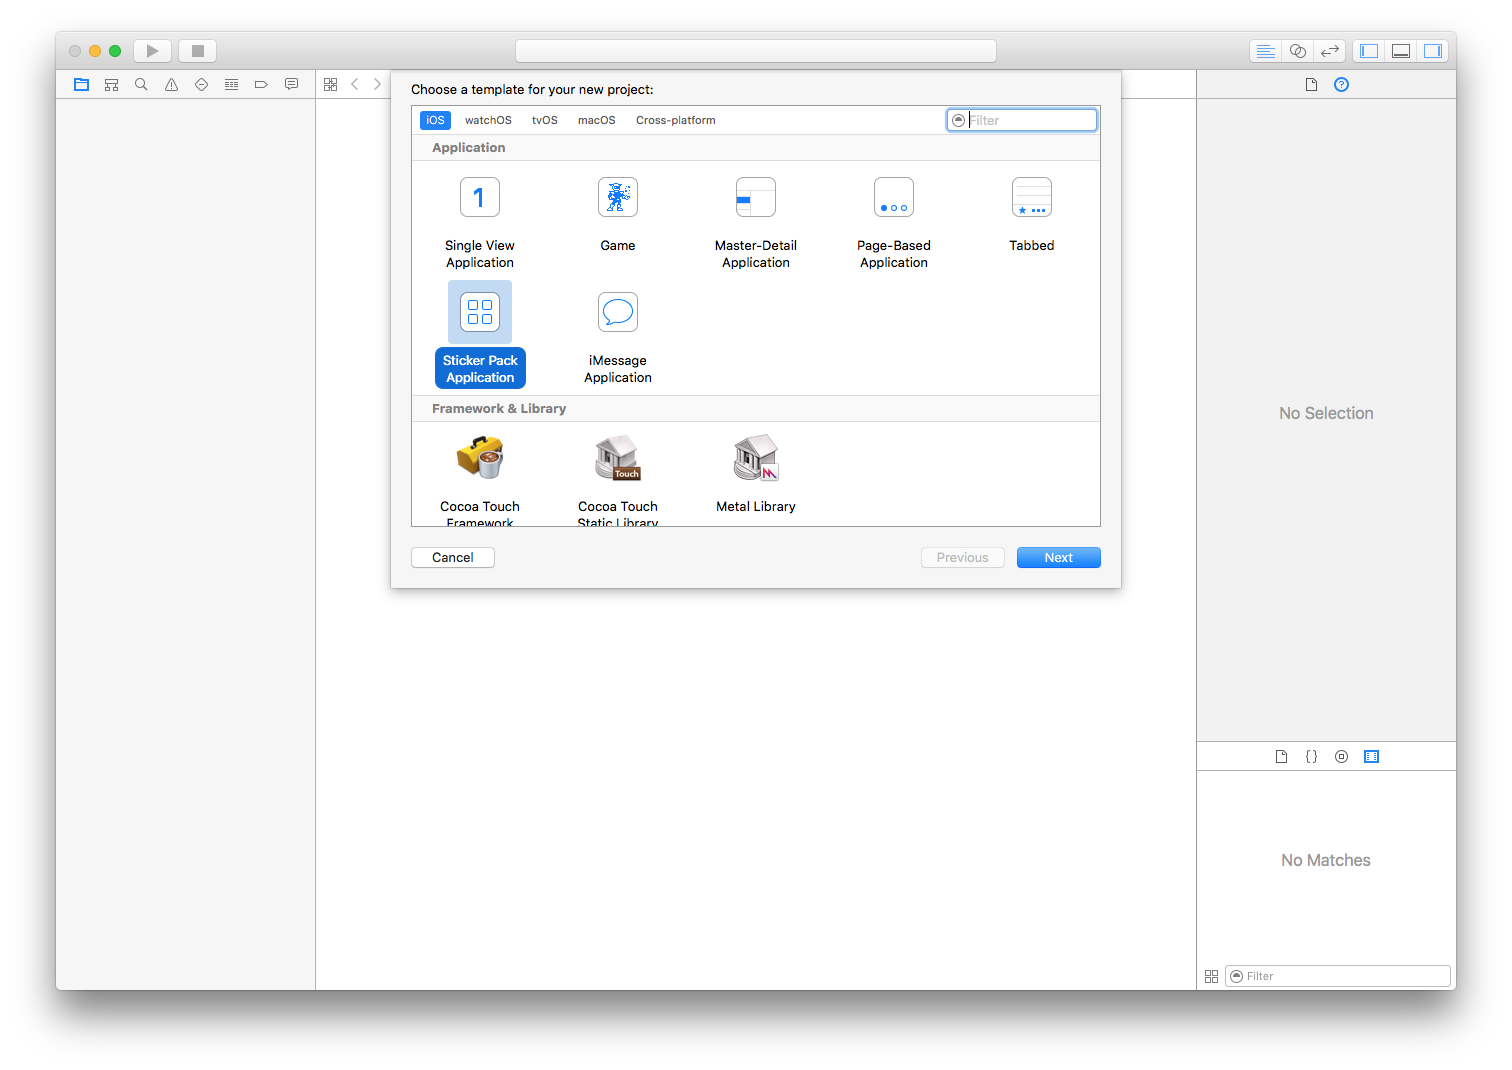 Choose a template for your new project:
iOS watchOS tvOS macOS Cross-platform Filter
Application
1
Single View Application
Game
Master-Detail Application
Page-Based Application
Tabbed
Sticker Pack Application
iMessage Application
Framework & Library
Touch
Cocoa Touch Framework
Cocoa Touch Static Library
Metal Library
Cancel Previous Next
No Selection
No Matches
Filter